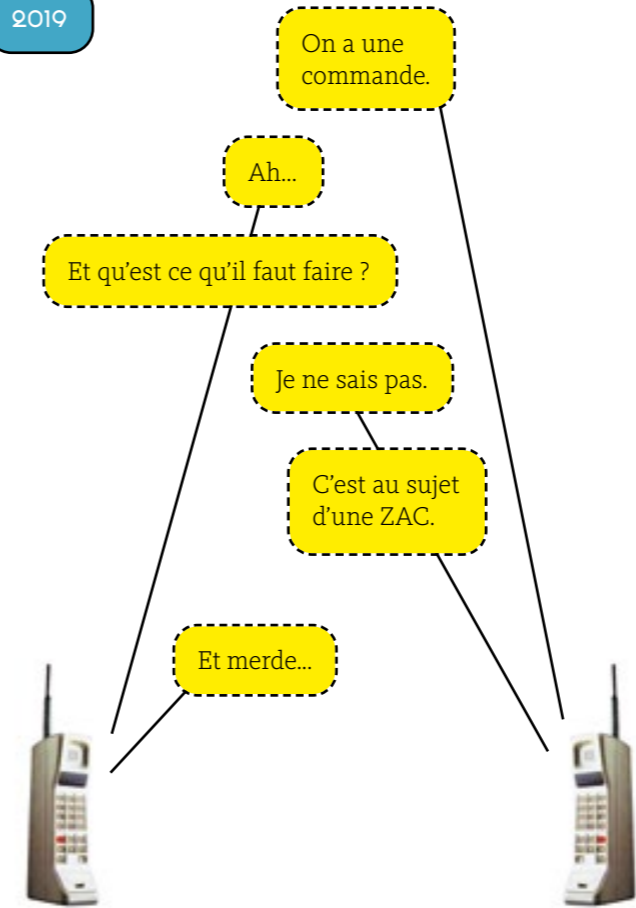 2019
On a une
commande.
Ah...
Et qu'est ce qu'il faut faire ?
Je ne sais pas.
C'est au sujet
d'une ZAC.
Et merde...